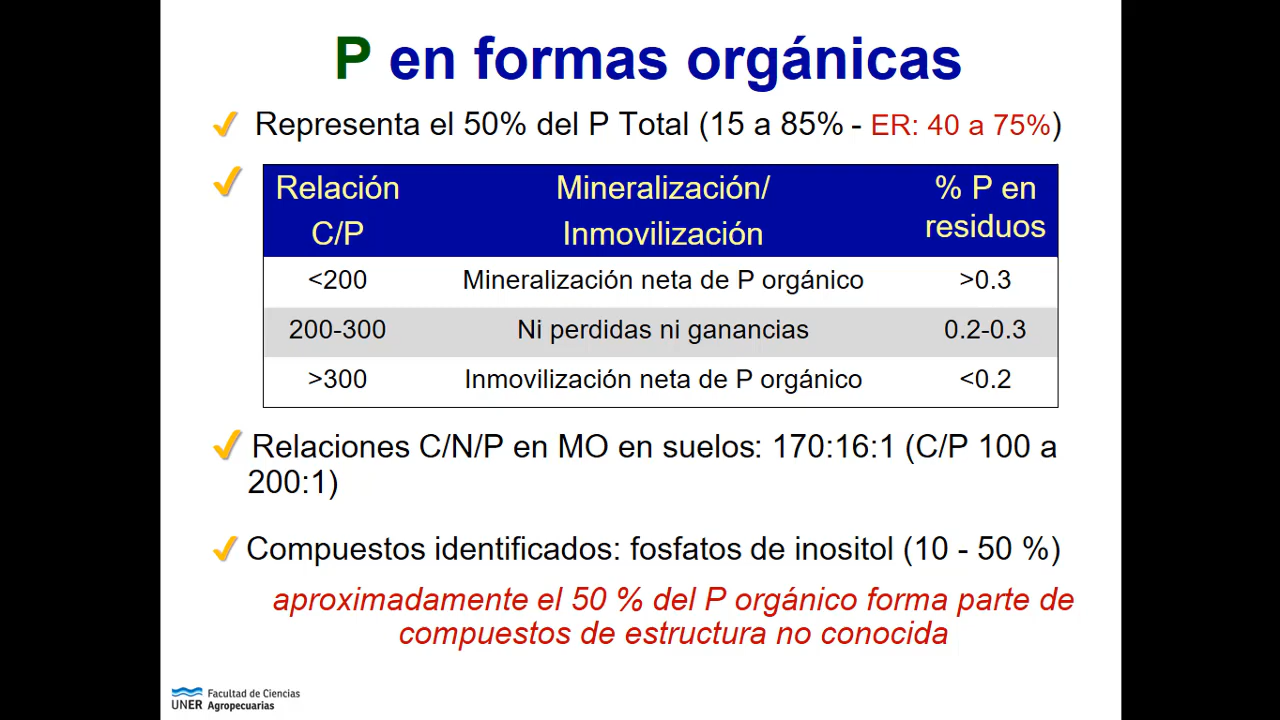 P en formas orgánicas
Representa el 50% del P Total (15 a 85% - ER: 40 a 75%)
Relación C/P
Mineralización/ Inmovilización
% P en residuos
<200 Mineralización neta de P orgánico >0.3
200-300 Ni perdidas ni ganancias 0.2-0.3
>300 Inmovilización neta de P orgánico <0.2
Relaciones C/N/P en MO en suelos: 170:16:1 (C/P 100 a
200:1)
Compuestos identificados: fosfatos de inositol (10 - 50 %)
aproximadamente el 50 % del P orgánico forma parte de
compuestos de estructura no conocida
UNER Facultad de Ciencias
Agropecuarias